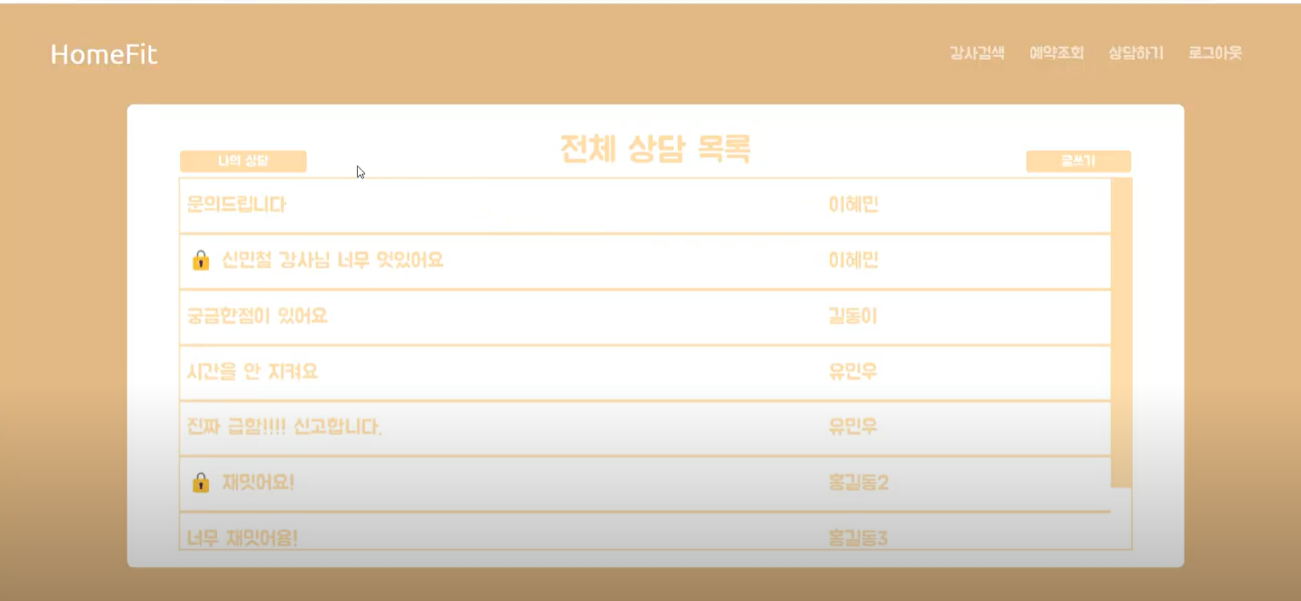 HomeFit
강사검색 예약조회 상담하기 로그아웃
전체 상담 목록
나의 상담 글쓰기
문의드립니다 이혜민
🔒 신민철 강사님 너무 멋있어요 이혜민
궁금한점이 있어요 길동이
시간을 안 지켜요 유민우
진짜 급함!!!! 신고합니다. 유민우
🔒 재밋어요! 홍길동2
너무 재밋어용! 홍길동3